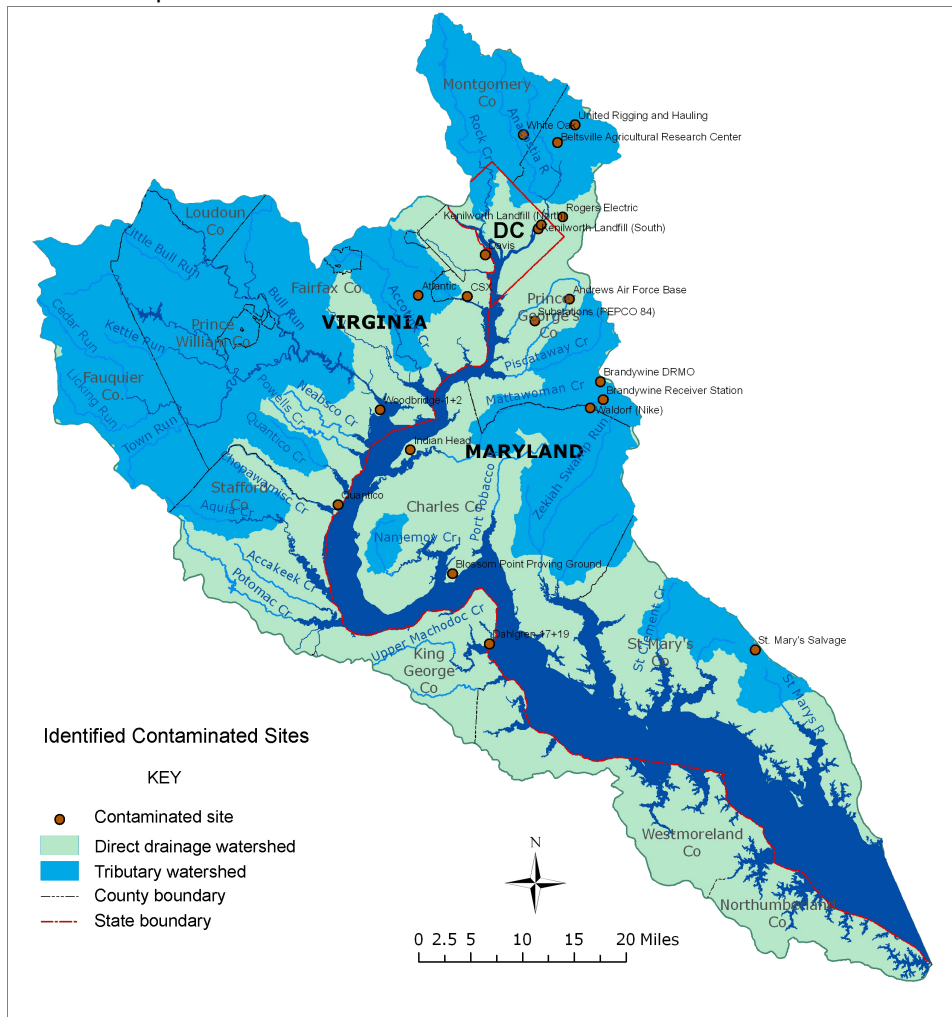 Montgomery
Co
United Rigging and Hauling
White Oak
Beltsville Agricultural Research Center
Rock Cr
Anacostia R
Loudoun
Co
Rogers Electric
Kenilworth Landfill (North)
Kenilworth Landfill (South)
DC
Davis
Little Bull Run
Bull Run
Fairfax Co
Atlantic
CSX
Andrews Air Force Base
Prince
George's
Co
Substations (PEPCO 84)
Cedar Run
Kettle Run
Prince
William Co
VIRGINIA
Accotink Cr
Piscataway Cr
Fauquier
Co.
Licking Run
Town Run
Neabsco Cr
Powells Cr
Quantico Cr
Woodbridge-1+2
Mattawoman Cr
Brandywine DRMO
Brandywine Receiver Station
Waldorf (Nike)
Indian Head
MARYLAND
Chopawamsic Cr
Stafford
Co
Aquia Cr
Quantico
Charles Co
Port Tobacco
Zekiah Swamp Run
Nanjemoy Cr
Accakeek Cr
Potomac Cr
Blossom Point Proving Ground
Upper Machodoc Cr
Dahlgren 17+19
King
George
Co
St Clement Cr
St Mary's
Co
St. Mary's Salvage
St Marys R
Identified Contaminated Sites
KEY
Contaminated site
Direct drainage watershed
Tributary watershed
County boundary
State boundary
Westmoreland
Co
Northumberland
Co
N
0 2.5 5 10 15 20 Miles